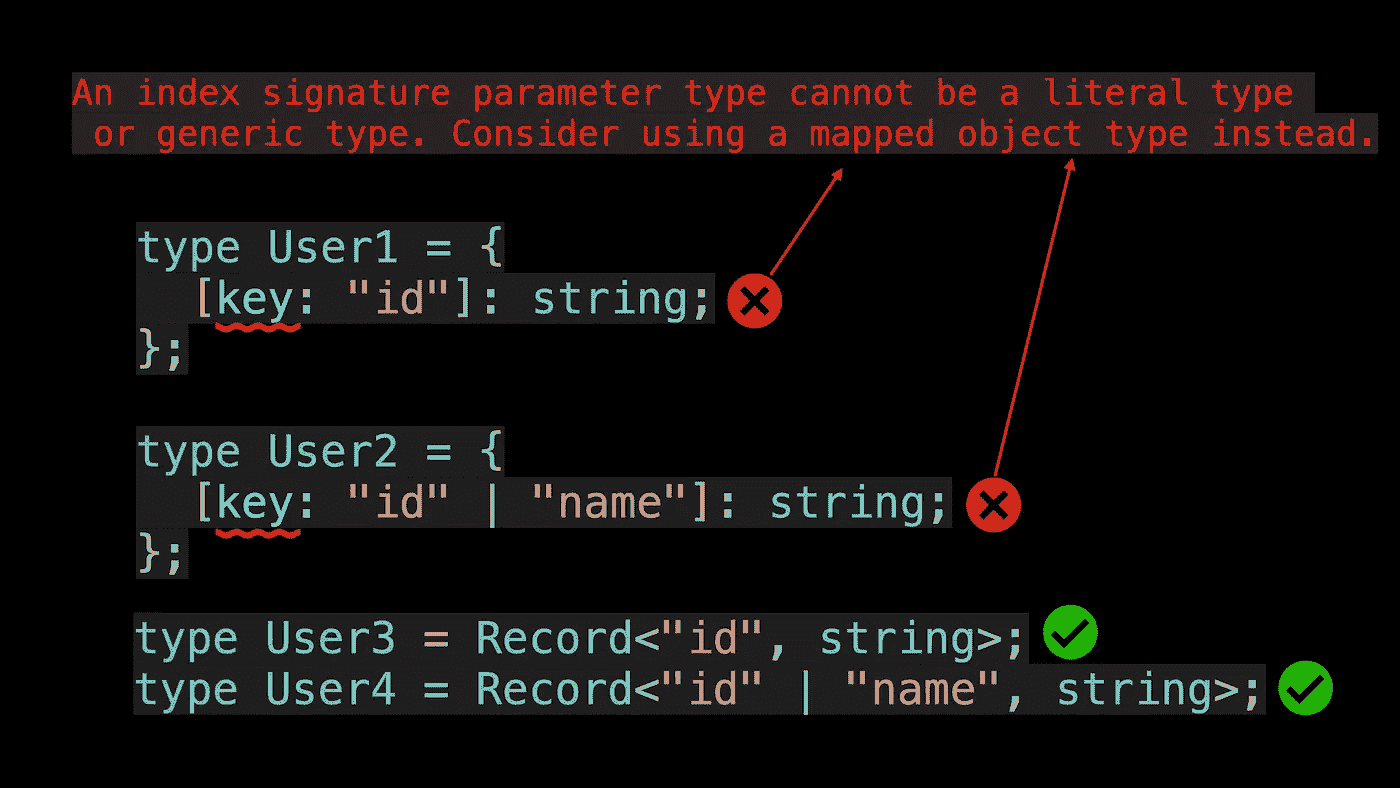 An index signature parameter type cannot be a literal type
or generic type. Consider using a mapped object type instead.
type User1 = {
[key: "id"]: string;
};
type User2 = {
[key: "id" | "name"]: string;
};
type User3 = Record<"id", string>;
type User4 = Record<"id" | "name", string>;